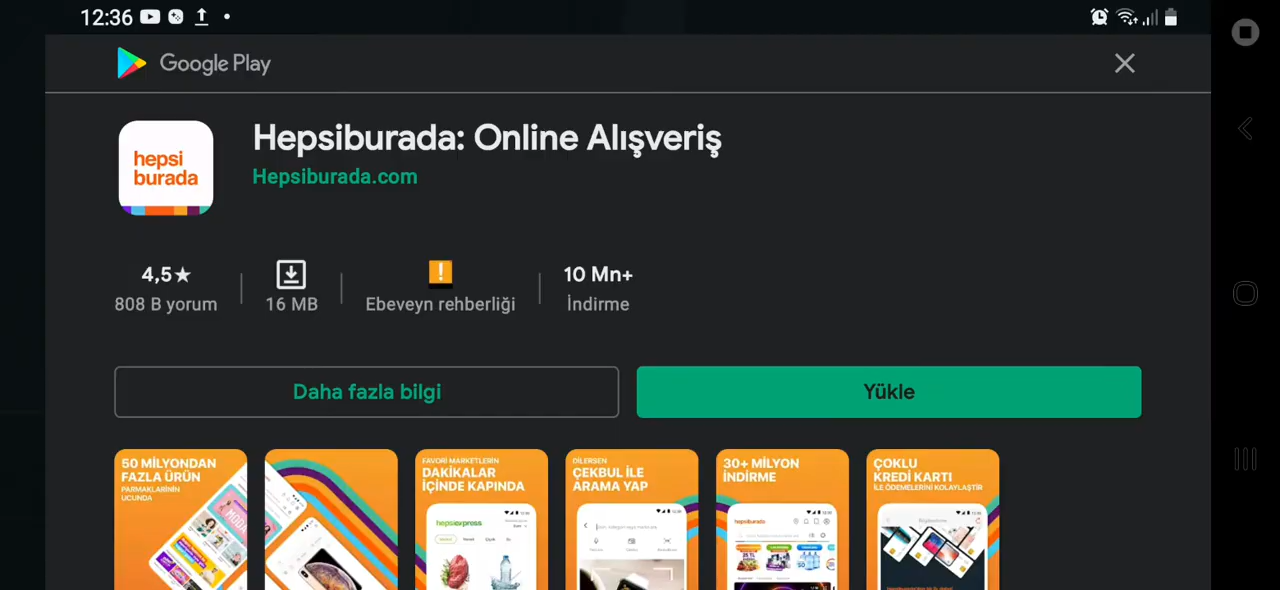 12:36
Google Play
hepsi
burada
Hepsiburada: Online Alışveriş
Hepsiburada.com
4,5★
808 B yorum
16 MB
Ebeveyn rehberliği
10 Mn+
İndirme
Daha fazla bilgi
Yükle
50 MİLYONDAN
FAZLA ÜRÜN
PARMAKLARININ
UCUNDA
FAVORİ MARKETLERİN
DAKİKALAR
İÇİNDE KAPINDA
hepsiexpress
DİLERSEN
ÇEKBUL İLE
ARAMA YAP
30+ MİLYON
İNDİRME
hepsiburada
ÇOKLU
KREDİ KARTI
İLE ÖDEMELERİNİ KOLAYLAŞTIR